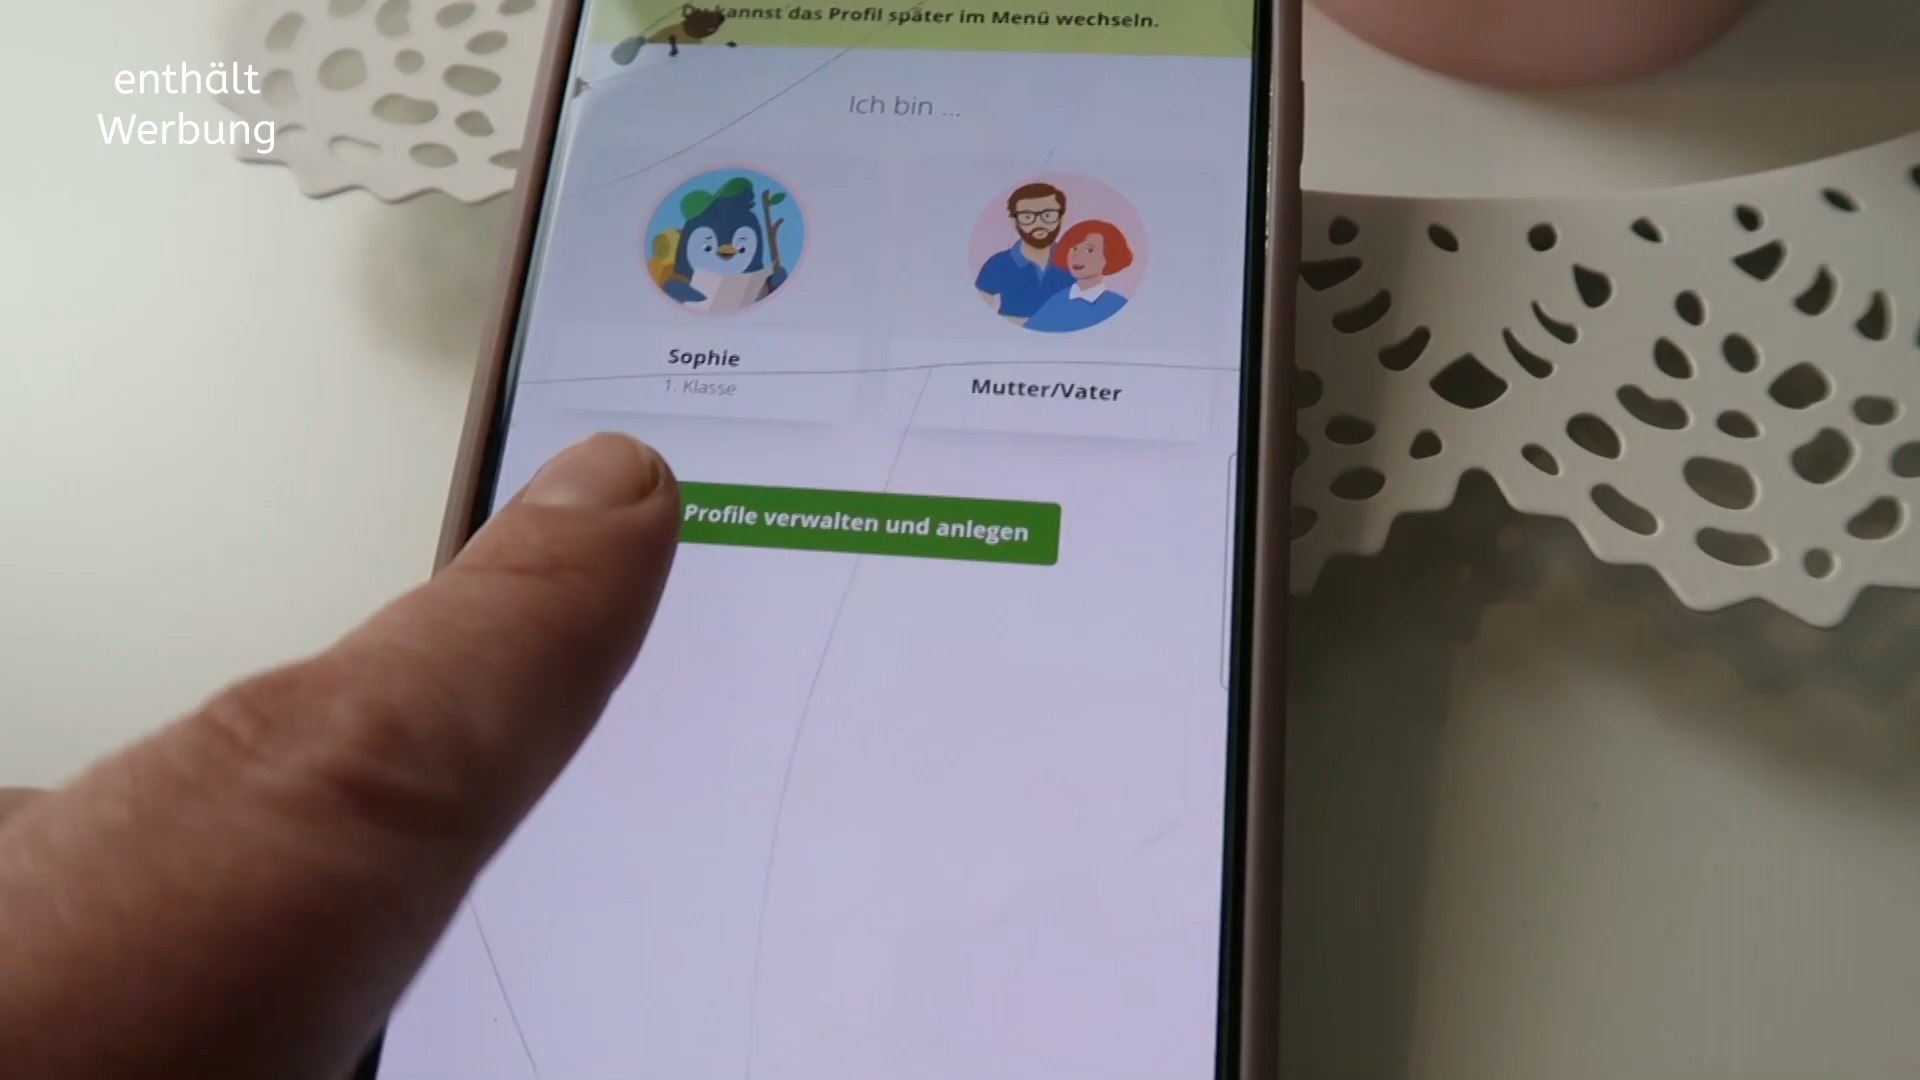 enthält
Werbung
Du kannst das Profil später im Menü wechseln.
Ich bin ...
Sophie
1. Klasse
Mutter/Vater
Profile verwalten und anlegen